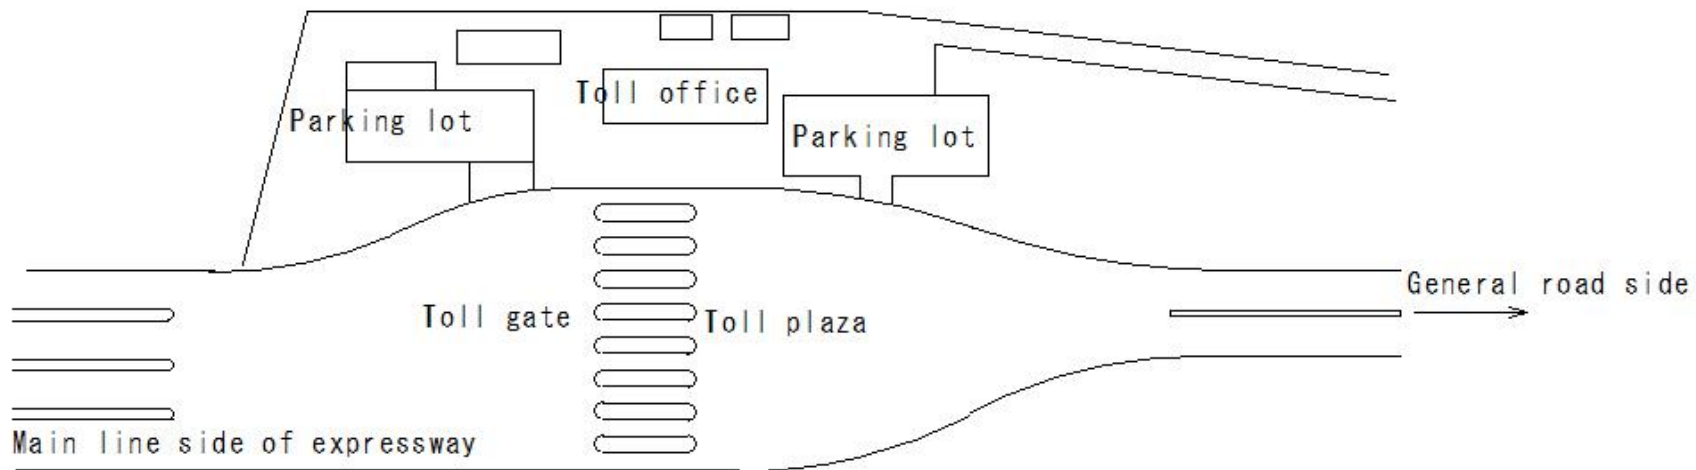 Toll office
Parking lot
Parking lot
General road side
Toll gate
Toll plaza
Main line side of expressway